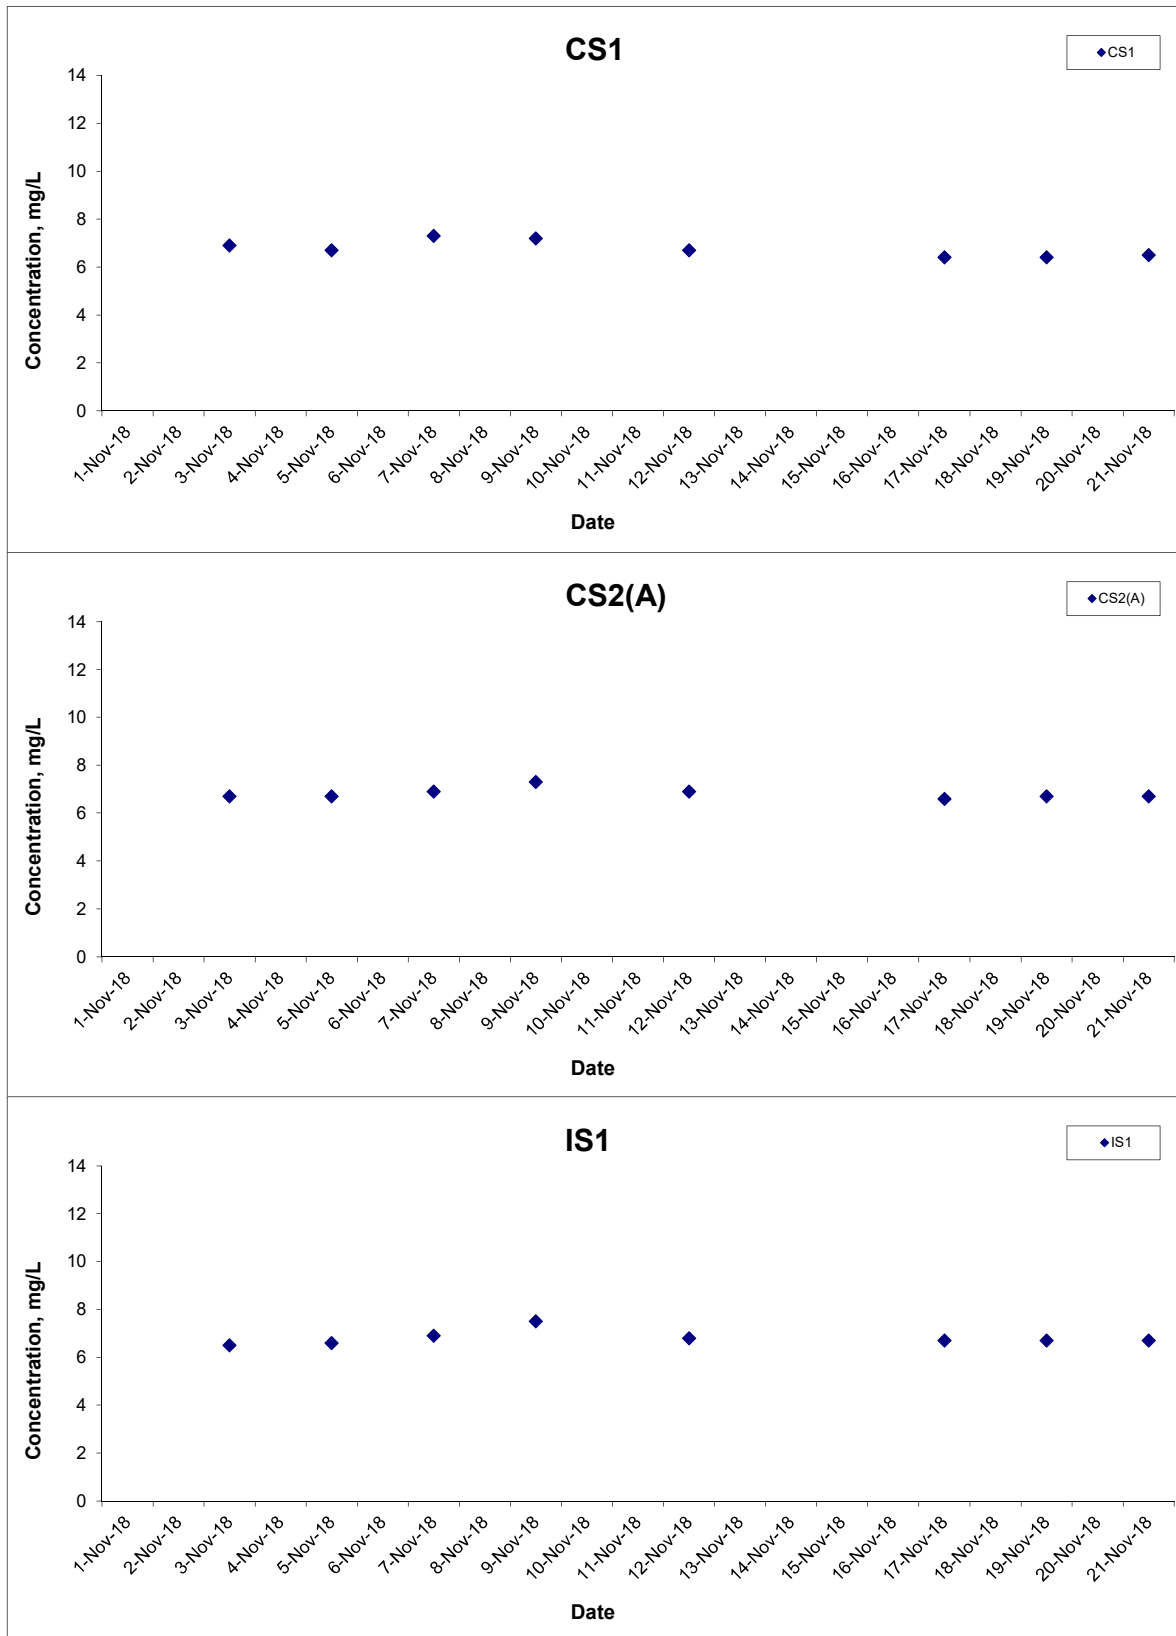 CS1
CS1
14
12
10
8
6
4
2
0
Concentration, mg/L
1-Nov-18
2-Nov-18
3-Nov-18
4-Nov-18
5-Nov-18
6-Nov-18
7-Nov-18
8-Nov-18
9-Nov-18
10-Nov-18
11-Nov-18
12-Nov-18
13-Nov-18
14-Nov-18
15-Nov-18
16-Nov-18
17-Nov-18
18-Nov-18
19-Nov-18
20-Nov-18
21-Nov-18
Date
CS2(A)
CS2(A)
14
12
10
8
6
4
2
0
Concentration, mg/L
1-Nov-18
2-Nov-18
3-Nov-18
4-Nov-18
5-Nov-18
6-Nov-18
7-Nov-18
8-Nov-18
9-Nov-18
10-Nov-18
11-Nov-18
12-Nov-18
13-Nov-18
14-Nov-18
15-Nov-18
16-Nov-18
17-Nov-18
18-Nov-18
19-Nov-18
20-Nov-18
21-Nov-18
Date
IS1
IS1
14
12
10
8
6
4
2
0
Concentration, mg/L
1-Nov-18
2-Nov-18
3-Nov-18
4-Nov-18
5-Nov-18
6-Nov-18
7-Nov-18
8-Nov-18
9-Nov-18
10-Nov-18
11-Nov-18
12-Nov-18
13-Nov-18
14-Nov-18
15-Nov-18
16-Nov-18
17-Nov-18
18-Nov-18
19-Nov-18
20-Nov-18
21-Nov-18
Date